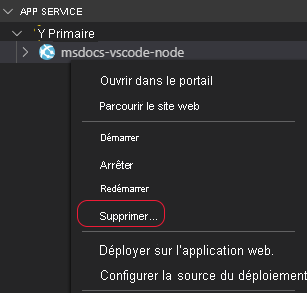 APP SERVICE
Y Primaire
msdocs-vscode-node
Ouvrir dans le portail
Parcourir le site web
Démarrer
Arrêter
Redémarrer
Supprimer...
Déployer sur l'application web.
Configurer la source du déploiement